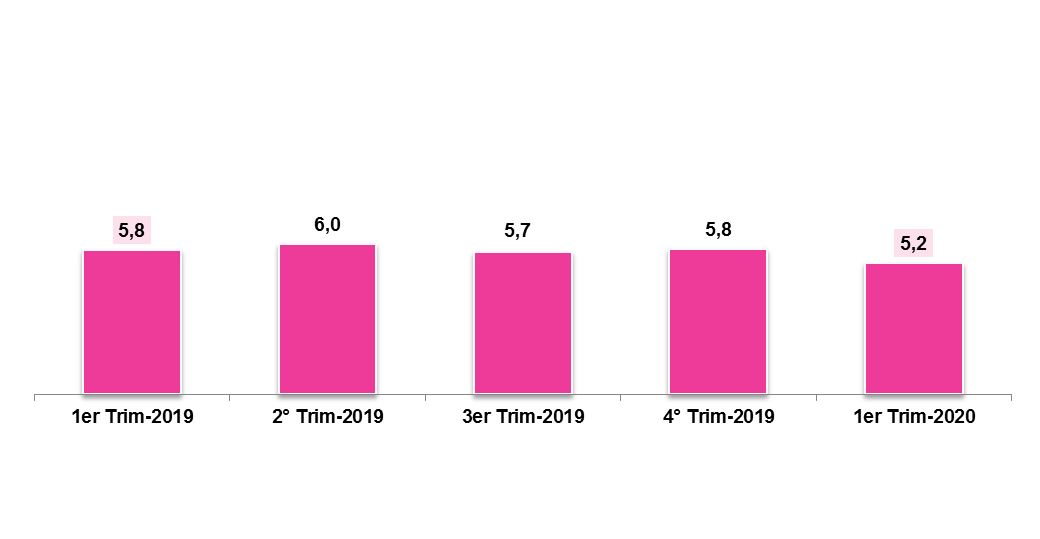 5,8
6,0
5,7
5,8
5,2
1er Trim-2019
2° Trim-2019
3er Trim-2019
4° Trim-2019
1er Trim-2020